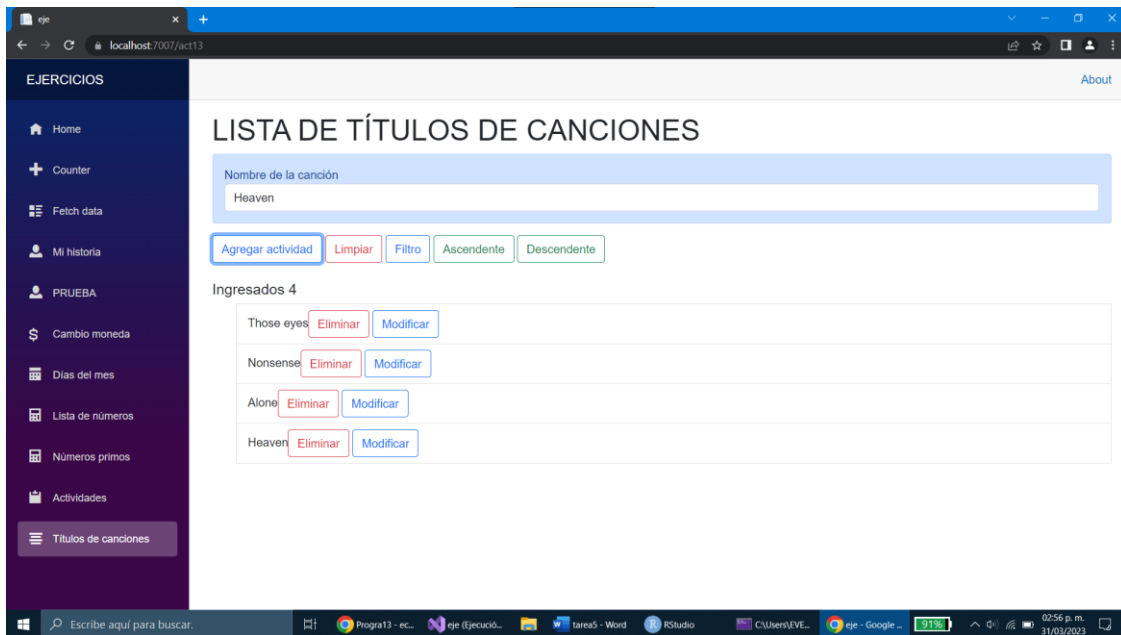 eje
localhost:7007/act13
EJERCICIOS
About
Home
Counter
Fetch data
Mi historia
PRUEBA
Cambio moneda
Días del mes
Lista de números
Números primos
Actividades
Títulos de canciones
LISTA DE TÍTULOS DE CANCIONES
Nombre de la canción
Heaven
Agregar actividad Limpiar Filtro Ascendente Descendente
Ingresados 4
Those eyes Eliminar Modificar
Nonsense Eliminar Modificar
Alone Eliminar Modificar
Heaven Eliminar Modificar
Escribe aquí para buscar. Progra13 - ec... eje (Ejecució... tarea5 - Word RStudio C:\Users\EVE... eje - Google ... 91% 02:56 p. m.
31/03/2023